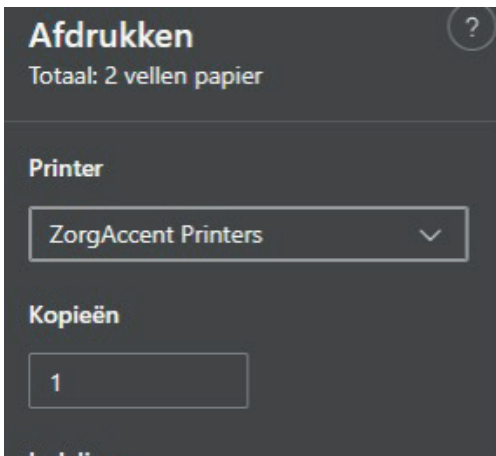 Afdrukken
?
Totaal: 2 vellen papier
Printer
ZorgAccent Printers
Kopieën
1